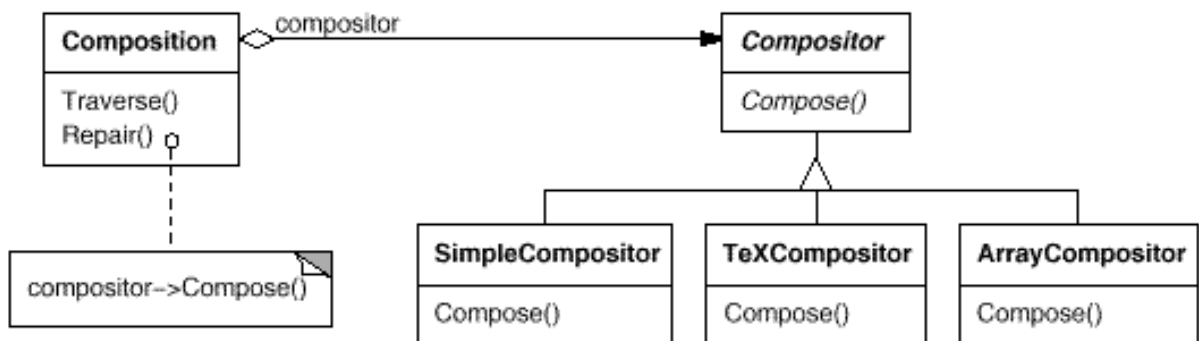 Composition
Traverse()
Repair()
compositor
Compositor
Compose()
compositor->Compose()
SimpleCompositor
Compose()
TeXCompositor
Compose()
ArrayCompositor
Compose()